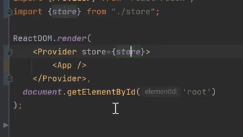 import {store} from "./store";
ReactDOM.render(
<Provider store={store}>
<App />
</Provider>,
document.getElementById( elementId: 'root')
);